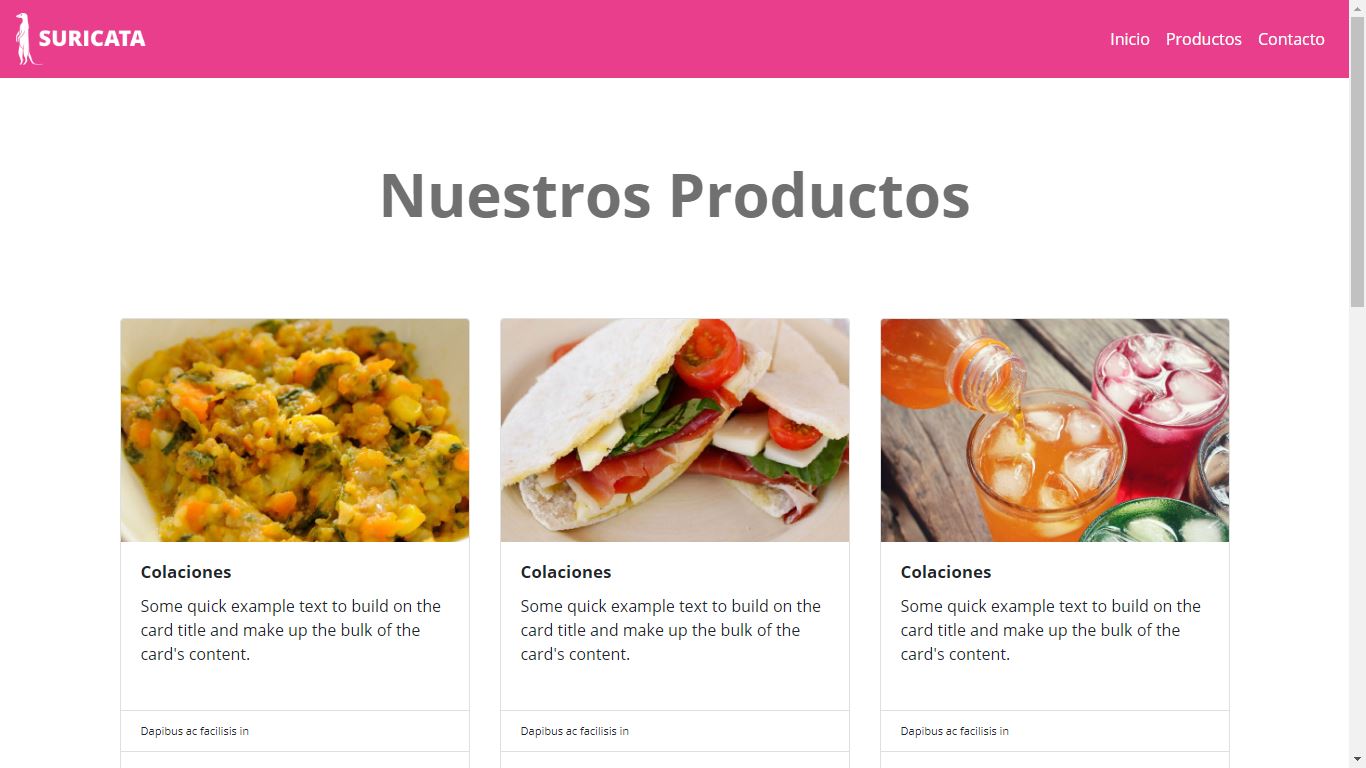 SURICATA
Inicio Productos Contacto
Nuestros Productos
Colaciones
Some quick example text to build on the
card title and make up the bulk of the
card's content.
Dapibus ac facilisis in
Colaciones
Some quick example text to build on the
card title and make up the bulk of the
card's content.
Dapibus ac facilisis in
Colaciones
Some quick example text to build on the
card title and make up the bulk of the
card's content.
Dapibus ac facilisis in